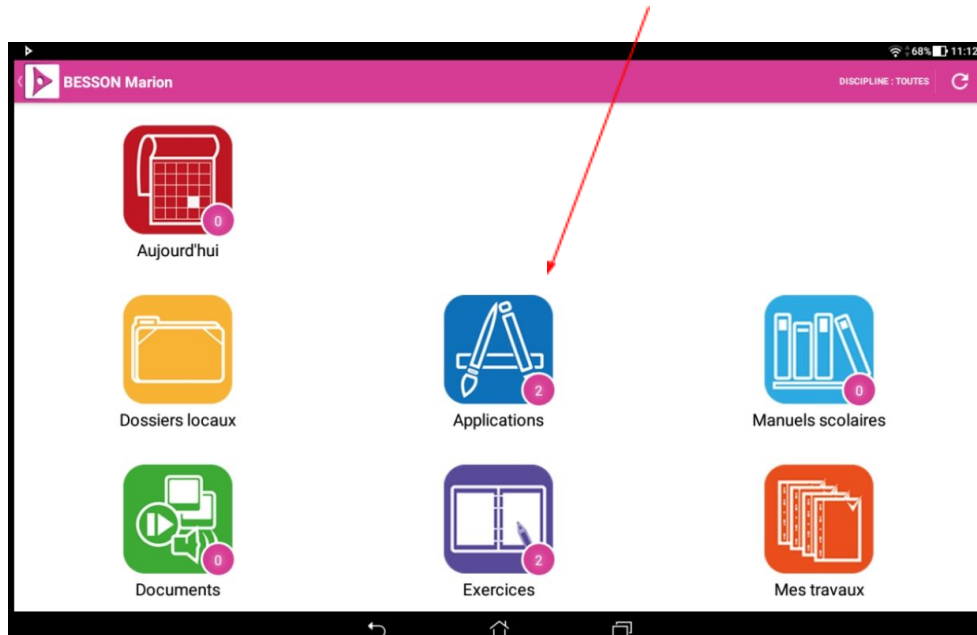 68% 11:12
BESSON Marion DISCIPLINE : TOUTES
0
Aujourd'hui
2 0
Dossiers locaux Applications Manuels scolaires
0 2
Documents Exercices Mes travaux